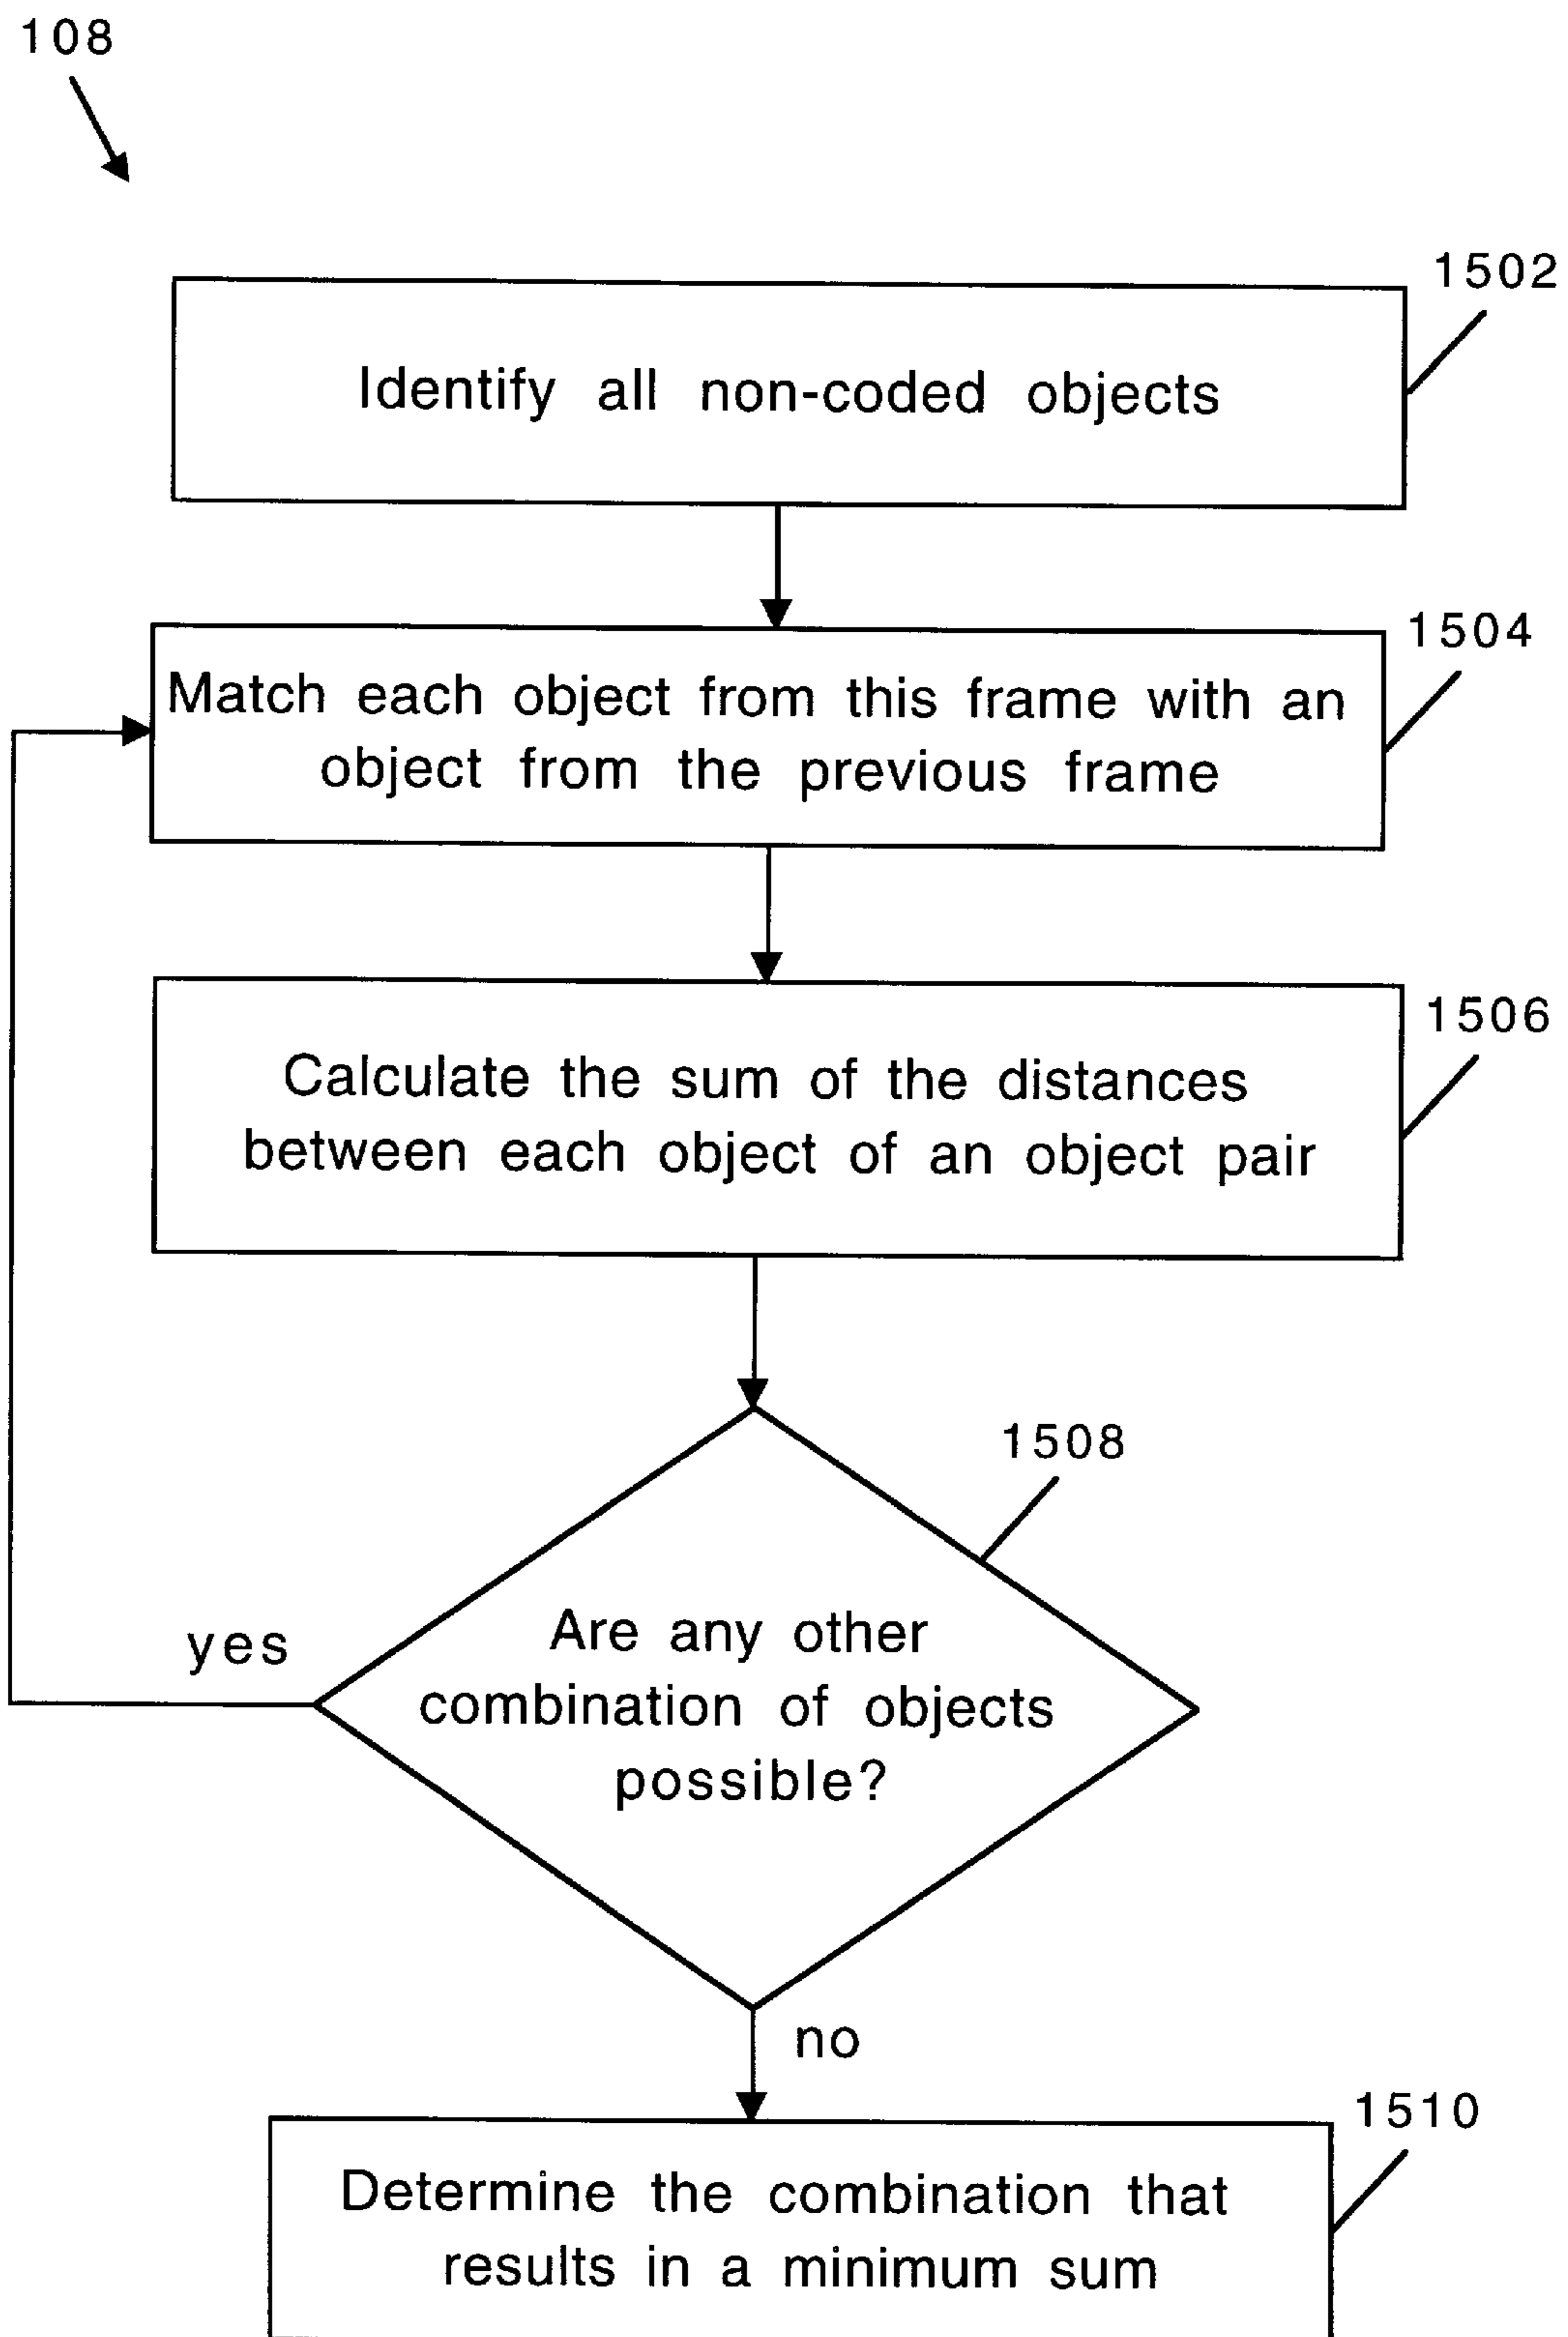 108
1502
Identify all non-coded objects
1504
Match each object from this frame with an
object from the previous frame
1506
Calculate the sum of the distances
between each object of an object pair
1508
Are any other
combination of objects
possible?
yes
no
1510
Determine the combination that
results in a minimum sum